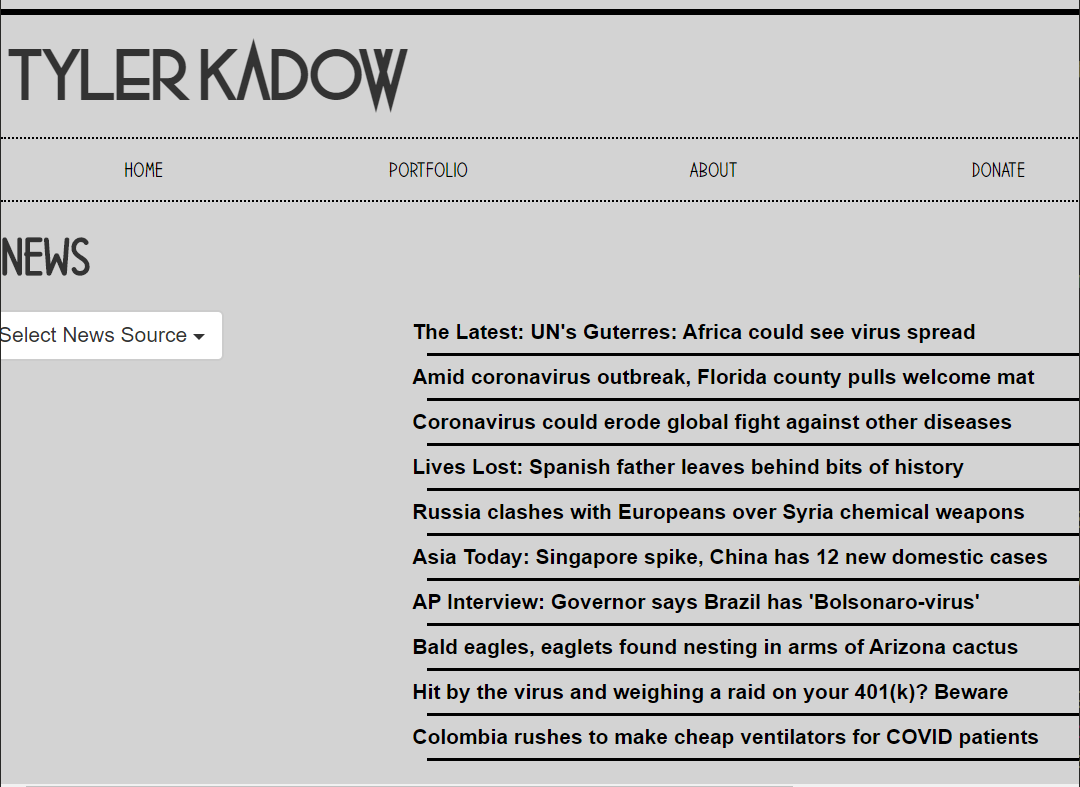 TYLER KADOW
HOME PORTFOLIO ABOUT DONATE
NEWS
Select News Source
The Latest: UN's Guterres: Africa could see virus spread
Amid coronavirus outbreak, Florida county pulls welcome mat
Coronavirus could erode global fight against other diseases
Lives Lost: Spanish father leaves behind bits of history
Russia clashes with Europeans over Syria chemical weapons
Asia Today: Singapore spike, China has 12 new domestic cases
AP Interview: Governor says Brazil has 'Bolsonaro-virus'
Bald eagles, eaglets found nesting in arms of Arizona cactus
Hit by the virus and weighing a raid on your 401(k)? Beware
Colombia rushes to make cheap ventilators for COVID patients